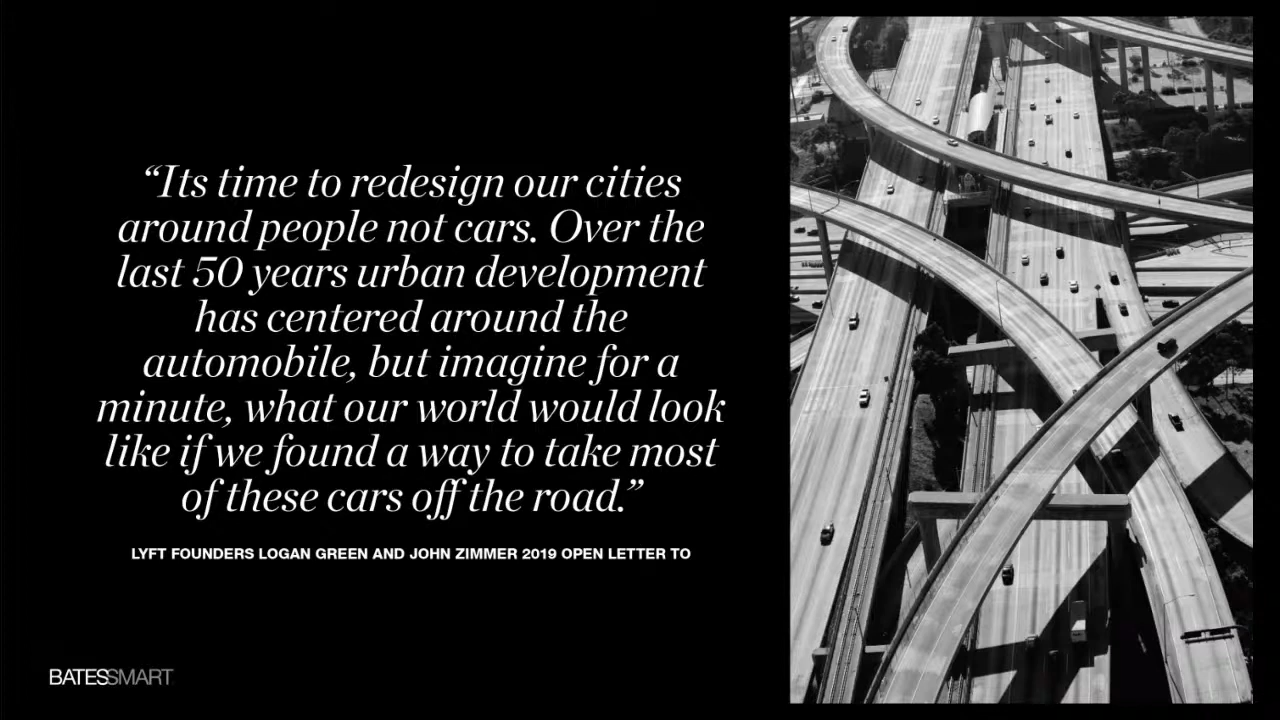 “Its time to redesign our cities
around people not cars. Over the
last 50 years urban development
has centered around the
automobile, but imagine for a
minute, what our world would look
like if we found a way to take most
of these cars off the road.”
LYFT FOUNDERS LOGAN GREEN AND JOHN ZIMMER 2019 OPEN LETTER TO
BATESSMART